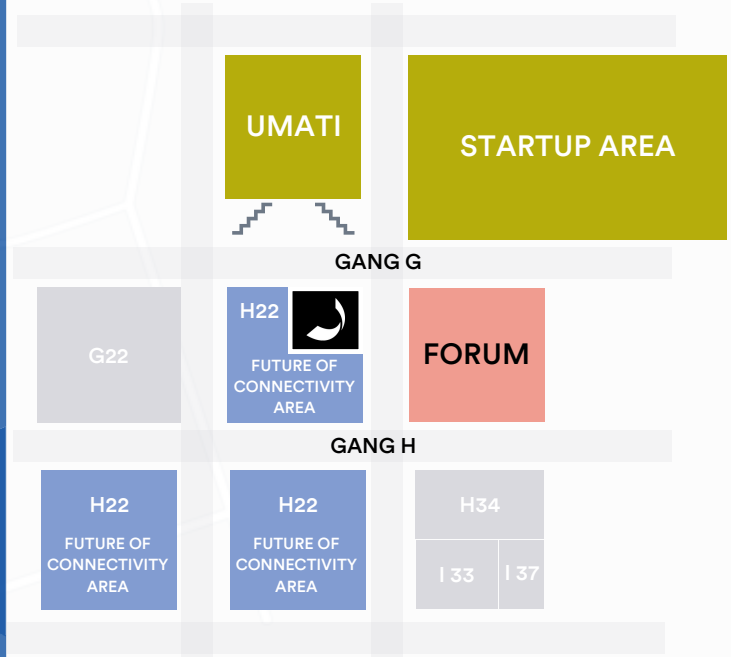 UMATI
STARTUP AREA
GANG G
G22
H22
FUTURE OF
CONNECTIVITY
AREA
FORUM
GANG H
H22
FUTURE OF
CONNECTIVITY
AREA
H22
FUTURE OF
CONNECTIVITY
AREA
H34
I 33
I 37